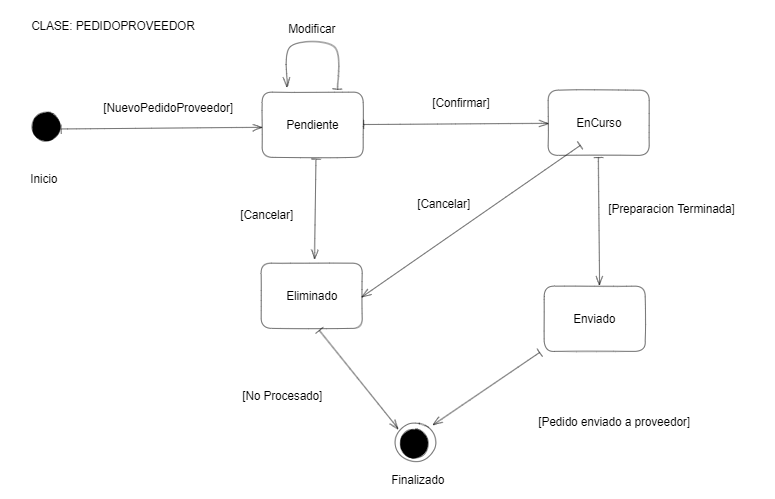 CLASE: PEDIDOPROVEEDOR
Modificar
[NuevoPedidoProveedor]
[Confirmar]
Pendiente
EnCurso
Inicio
[Cancelar]
[Cancelar]
[Preparacion Terminada]
Eliminado
Enviado
[No Procesado]
[Pedido enviado a proveedor]
Finalizado